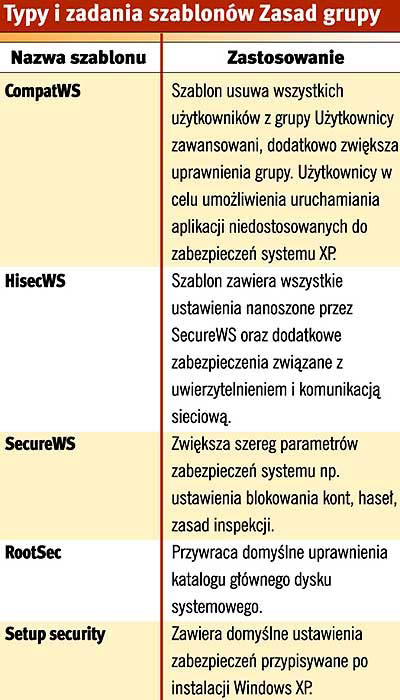 Typy i zadania szablonów Zasad grupy
Nazwa szablonu
Zastosowanie
CompatWS
Szablon usuwa wszystkich
użytkowników z grupy Użytkownicy
zawansowani, dodatkowo zwiększa
uprawnienia grupy. Użytkownicy w
celu umożliwienia uruchamiania
aplikacji niedostosowanych do
zabezpieczeń systemu XP.
HisecWS
Szablon zawiera wszystkie
ustawienia nanoszone przez
SecureWS oraz dodatkowe
zabezpieczenia związane z
uwierzytelnieniem i komunikacją
sieciową.
SecureWS
Zwiększa szereg parametrów
zabezpieczeń systemu np.
ustawienia blokowania kont, haseł,
zasad inspekcji.
RootSec
Przywraca domyślne uprawnienia
katalogu głównego dysku
systemowego.
Setup security
Zawiera domyślne ustawienia
zabezpieczeń przypisywane po
instalacji Windows XP.